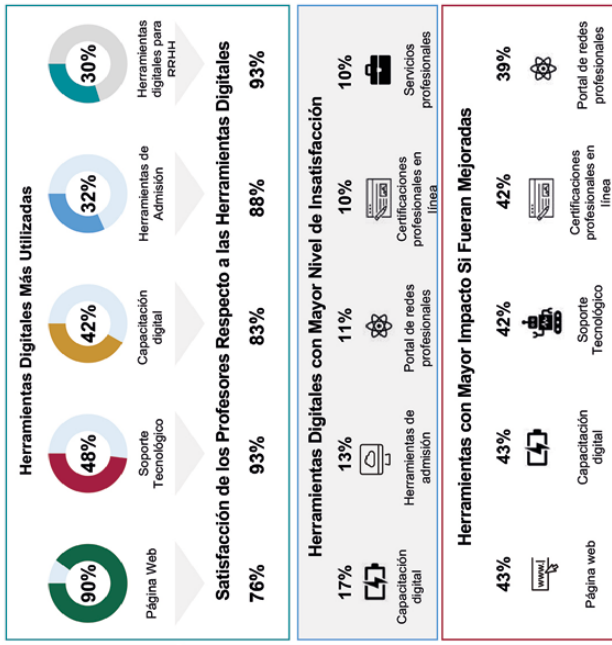 Herramientas Digitales Más Utilizadas
90%
48%
42%
32%
30%
Página Web
Soporte
Tecnológico
Capacitación
digital
Herramientas de
Admisión
Herramientas
digitales para
RRHH
Satisfacción de los Profesores Respecto a las Herramientas Digitales
76%
93%
83%
88%
93%
Herramientas Digitales con Mayor Nivel de Insatisfacción
17%
13%
11%
10%
10%
Capacitación
digital
Herramientas de
admisión
Portal de redes
profesionales
Certificaciones
profesionales en
línea
Servicios
profesionales
Herramientas con Mayor Impacto Si Fueran Mejoradas
43%
43%
42%
42%
39%
www.|
Página web
Capacitación
digital
Soporte
Tecnológico
Certificaciones
profesionales en
línea
Portal de redes
profesionales